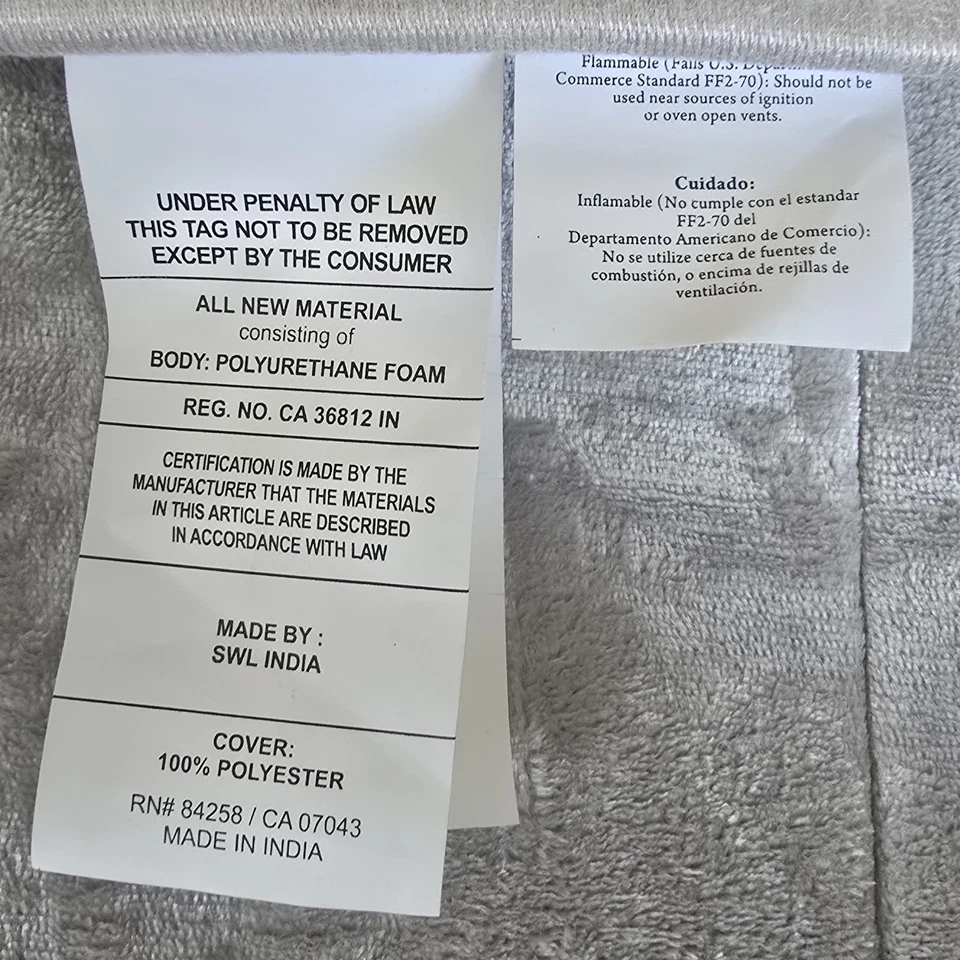 UNDER PENALTY OF LAW
THIS TAG NOT TO BE REMOVED
EXCEPT BY THE CONSUMER
ALL NEW MATERIAL
consisting of
BODY: POLYURETHANE FOAM
REG. NO. CA 36812 IN
CERTIFICATION IS MADE BY THE
MANUFACTURER THAT THE MATERIALS
IN THIS ARTICLE ARE DESCRIBED
IN ACCORDANCE WITH LAW
MADE BY :
SWL INDIA
COVER:
100% POLYESTER
RN# 84258 / CA 07043
MADE IN INDIA
Flammable (Fails U.S.
Commerce Standard FF2-70): Should not be
used near sources of ignition
or oven open vents.
Cuidado:
Inflamable (No cumple con el estandar
FF2-70 del
Departamento Americano de Comercio):
No se utilize cerca de fuentes de
combustión, o encima de rejillas de
ventilación.